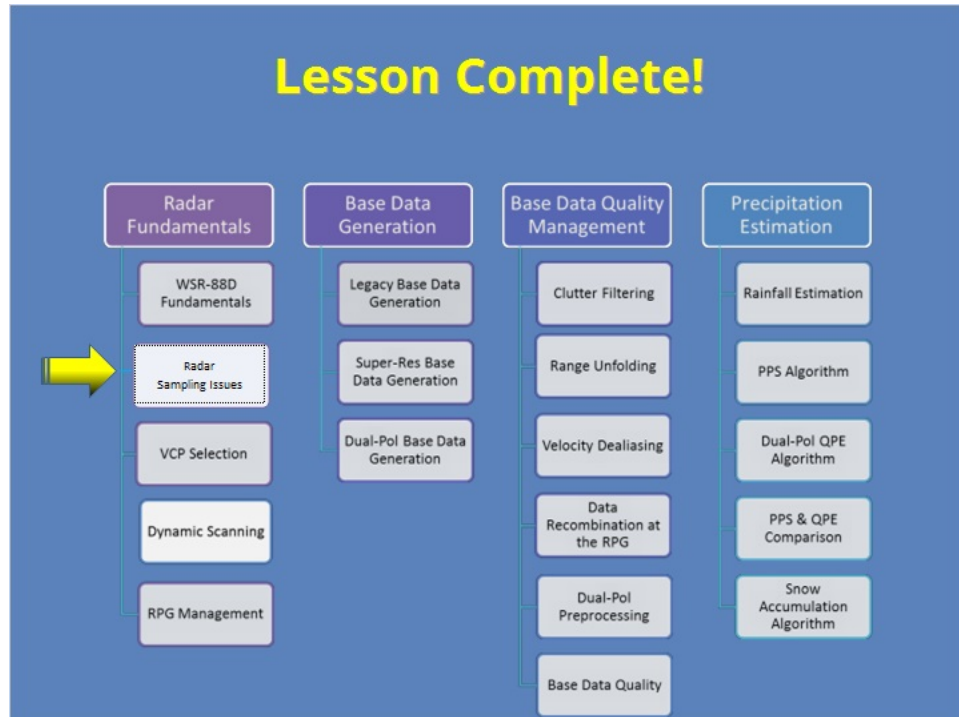 Lesson Complete!
Radar
Fundamentals
WSR-88D
Fundamentals
Radar
Sampling Issues
VCP Selection
Dynamic Scanning
RPG Management
Base Data
Generation
Legacy Base Data
Generation
Super-Res Base
Data Generation
Dual-Pol Base Data
Generation
Base Data Quality
Management
Clutter Filtering
Range Unfolding
Velocity Dealiasing
Data
Recombination at
the RPG
Dual-Pol
Preprocessing
Base Data Quality
Precipitation
Estimation
Rainfall Estimation
PPS Algorithm
Dual-Pol QPE
Algorithm
PPS & QPE
Comparison
Snow
Accumulation
Algorithm